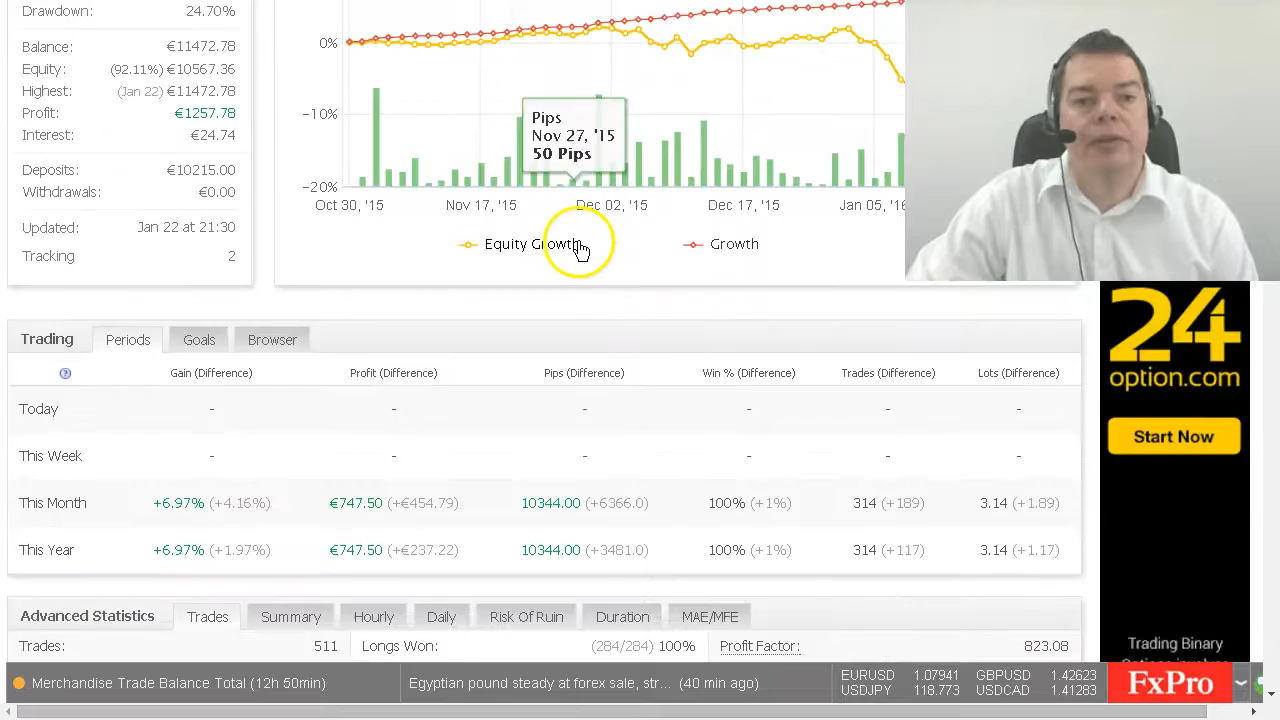 Drawdown: 24.70%
Balance: €11472.78
Equity: (92.11%) €10567.36
Highest: (Jan 22) €11472.78
Profit: €1257.78
Interest: €24.74
Deposits: €10215.00
Withdrawals: €0.00
Updated: Jan 22 at 21:30
Tracking 2
0%
-10%
-20%
Pips
Nov 27, '15
50 Pips
Oct 30, '15 Nov 17, '15 Dec 02, '15 Dec 17, '15 Jan 05, '16
Equity Growth Growth
24
option.com
Start Now
Trading Periods Goals Browser
Gain (Difference) Profit (Difference) Pips (Difference) Win % (Difference) Trades (Difference) Lots (Difference)
Today - - - - - -
This Week - - - - - -
This Month +6.97% (+4.16%) €747.50 (+€454.79) 10344.00 (+6366.0) 100% (+1%) 314 (+189) 3.14 (+1.89)
This Year +6.97% (+1.97%) €747.50 (+€237.22) 10344.00 (+3481.0) 100% (+1%) 314 (+117) 3.14 (+1.17)
Advanced Statistics Trades Summary Hourly Daily Risk Of Ruin Duration MAE/MFE
Trades: 511 Longs Won: (284/284) 100% Profit Factor: 823.08
Trading Binary
Merchandise Trade Balance Total (12h 50min) Egyptian pound steady at forex sale, str... (40 min ago)
EURUSD 1.07941 GBPUSD 1.42623
USDJPY 118.773 USDCAD 1.41283
FxPro